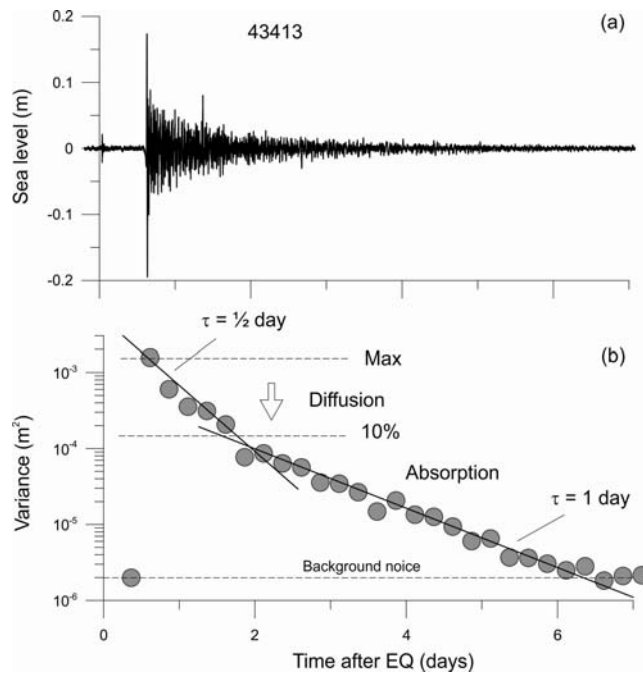 43413
(a)
0.2
0.1
0
-0.1
-0.2
Sea level (m)
(b)
τ = ½ day
Max
Diffusion
10%
Absorption
τ = 1 day
Background noice
10⁻³
10⁻⁴
10⁻⁵
10⁻⁶
Variance (m²)
0 2 4 6
Time after EQ (days)